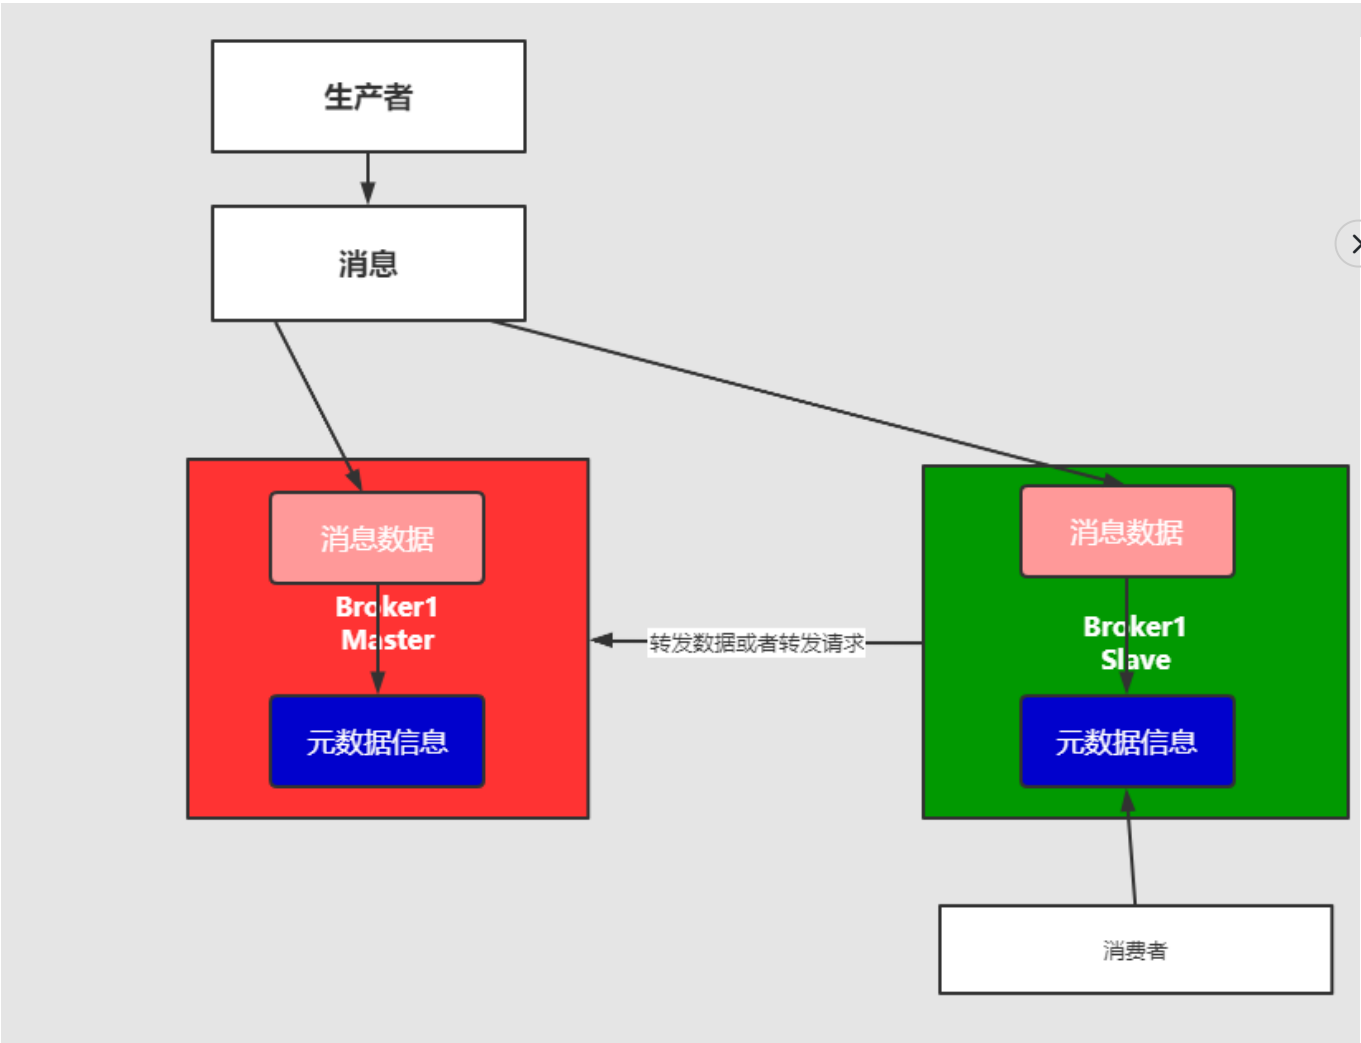 生产者
消息
消息数据
Broker1
Master
元数据信息
转发数据或者转发请求
消息数据
Broker1
Slave
元数据信息
消费者